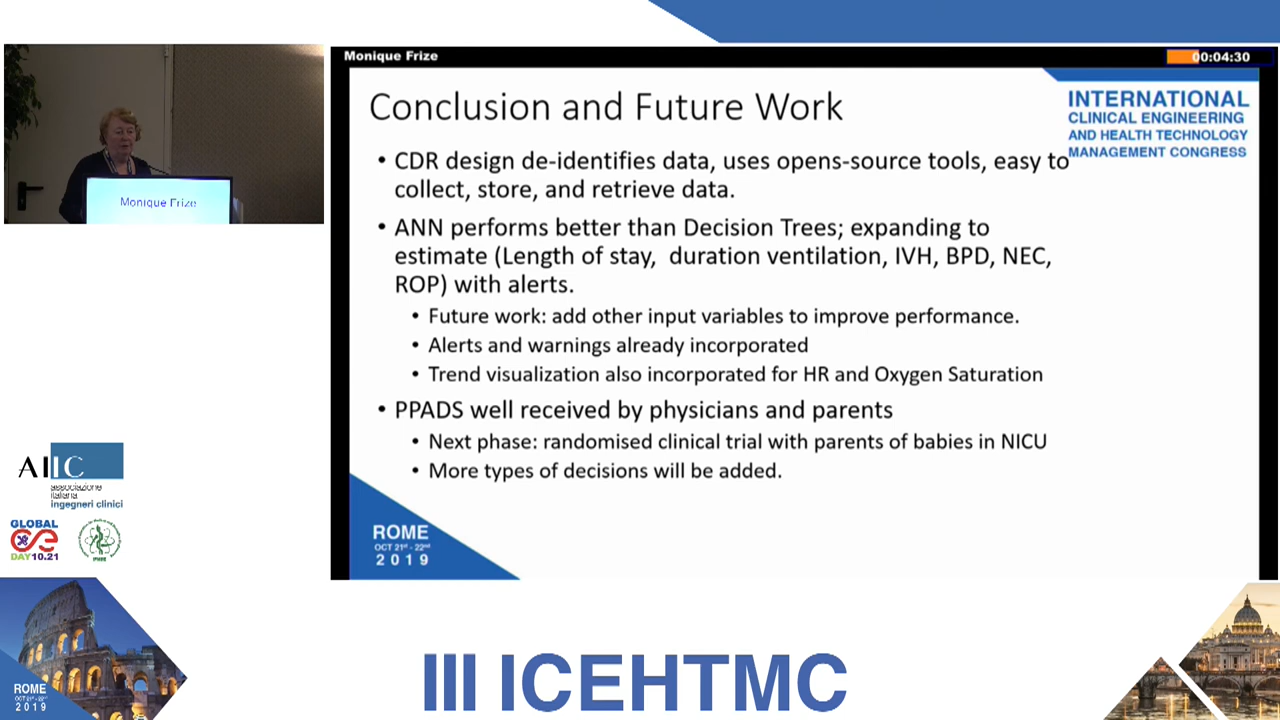 Monique Frize
00:04:30
Conclusion and Future Work
INTERNATIONAL
CLINICAL ENGINEERING
AND HEALTH TECHNOLOGY
MANAGEMENT CONGRESS
• CDR design de-identifies data, uses opens-source tools, easy to
collect, store, and retrieve data.
• ANN performs better than Decision Trees; expanding to
estimate (Length of stay, duration ventilation, IVH, BPD, NEC,
ROP) with alerts.
• Future work: add other input variables to improve performance.
• Alerts and warnings already incorporated
• Trend visualization also incorporated for HR and Oxygen Saturation
• PPADS well received by physicians and parents
• Next phase: randomised clinical trial with parents of babies in NICU
• More types of decisions will be added.
ROME
OCT 21st - 22nd
2019
Monique Frize
AIIC
associazione
italiana
ingegneri clinici
GLOBAL
CE
DAY 10.21
IFMBE
ROME
OCT 21st - 22nd
2019
III ICEHTMC